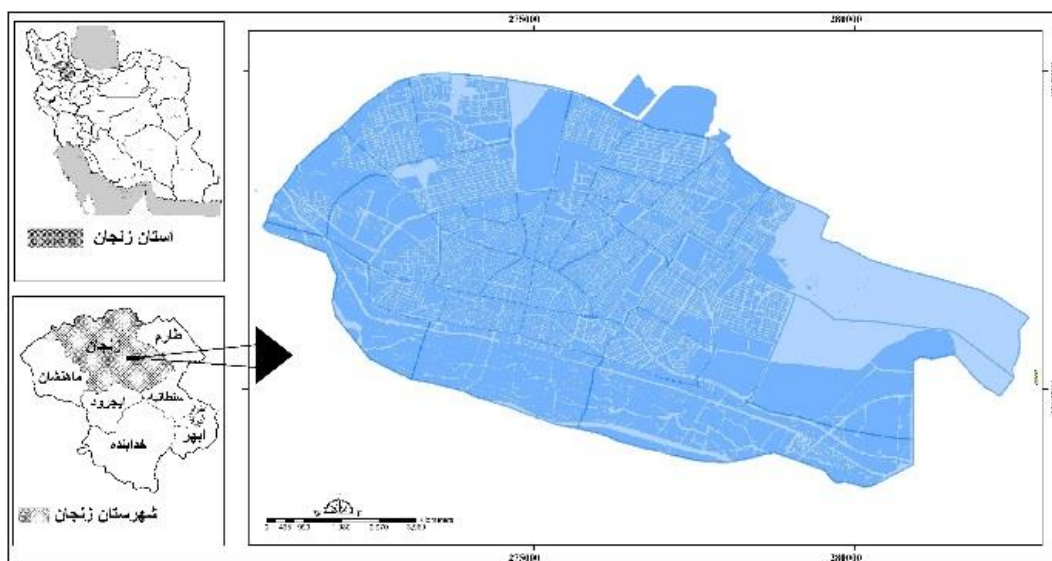 275000 280000
استان زنجان
طارم
زنجان
ماهنشان
ایجرود
سلطانیه
ابهر
خدابنده
شهرستان زنجان
275000 280000